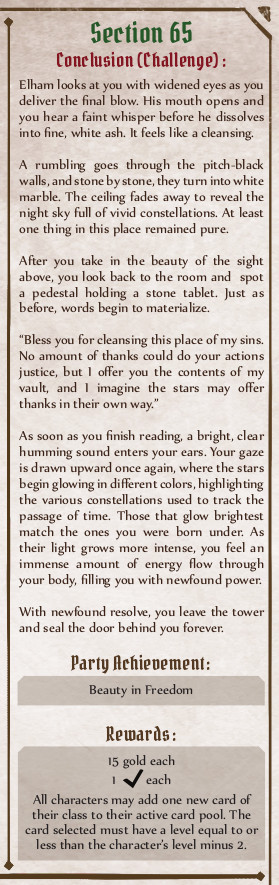 Section 65
Conclusion (Challenge) :
Elham looks at you with widened eyes as you
deliver the final blow. His mouth opens and
you hear a faint whisper before he dissolves
into fine, white ash. It feels like a cleansing.
A rumbling goes through the pitch-black
walls, and stone by stone, they turn into white
marble. The ceiling fades away to reveal the
night sky full of vivid constellations. At least
one thing in this place remained pure.
After you take in the beauty of the sight
above, you look back to the room and spot
a pedestal holding a stone tablet. Just as
before, words begin to materialize.
“Bless you for cleansing this place of my sins.
No amount of thanks could do your actions
justice, but I offer you the contents of my
vault, and I imagine the stars may offer
thanks in their own way.”
As soon as you finish reading, a bright, clear
humming sound enters your ears. Your gaze
is drawn upward once again, where the stars
begin glowing in different colors, highlighting
the various constellations used to track the
passage of time. Those that glow brightest
match the ones you were born under. As
their light grows more intense, you feel an
immense amount of energy flow through
your body, filling you with newfound power.
With newfound resolve, you leave the tower
and seal the door behind you forever.
Party Achievement:
Beauty in Freedom
Rewards:
15 gold each
1 ✓ each
All characters may add one new card of
their class to their active card pool. The
card selected must have a level equal to or
less than the character’s level minus 2.